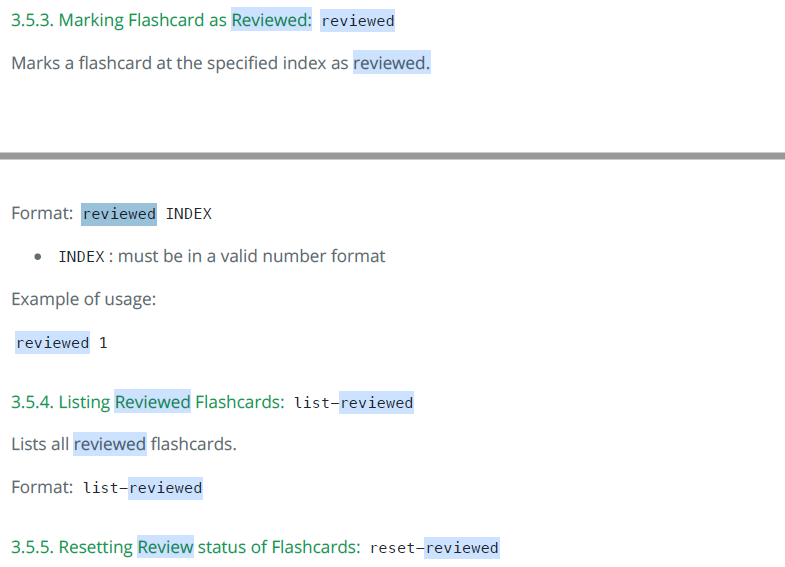 3.5.3. Marking Flashcard as Reviewed: reviewed
Marks a flashcard at the specified index as reviewed.
Format: reviewed INDEX
• INDEX : must be in a valid number format
Example of usage:
reviewed 1
3.5.4. Listing Reviewed Flashcards: list-reviewed
Lists all reviewed flashcards.
Format: list-reviewed
3.5.5. Resetting Review status of Flashcards: reset-reviewed